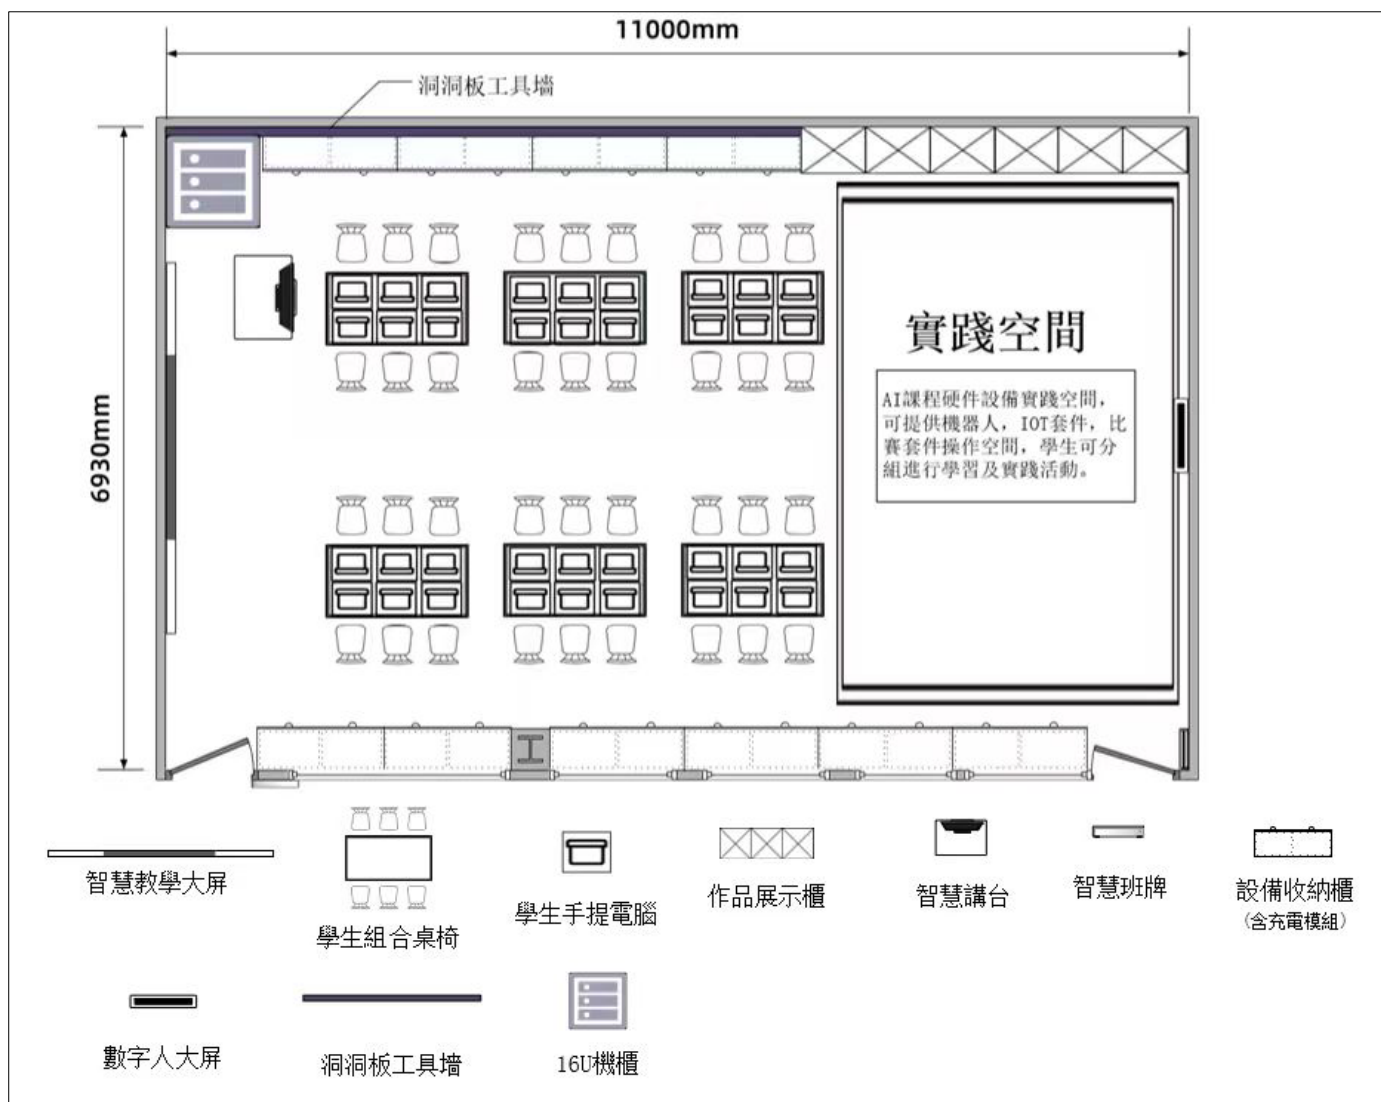 11000mm
洞洞板工具墻
6930mm
實踐空間
AI課程硬件設備實踐空間，
可提供機器人，IOT套件，比
賽套件操作空間，學生可分
組進行學習及實踐活動。
智慧教學大屏
學生組合桌椅
學生手提電腦
作品展示櫃
智慧講台
智慧班牌
設備收納櫃
(含充電模組)
數字人大屏
洞洞板工具墻
16U機櫃